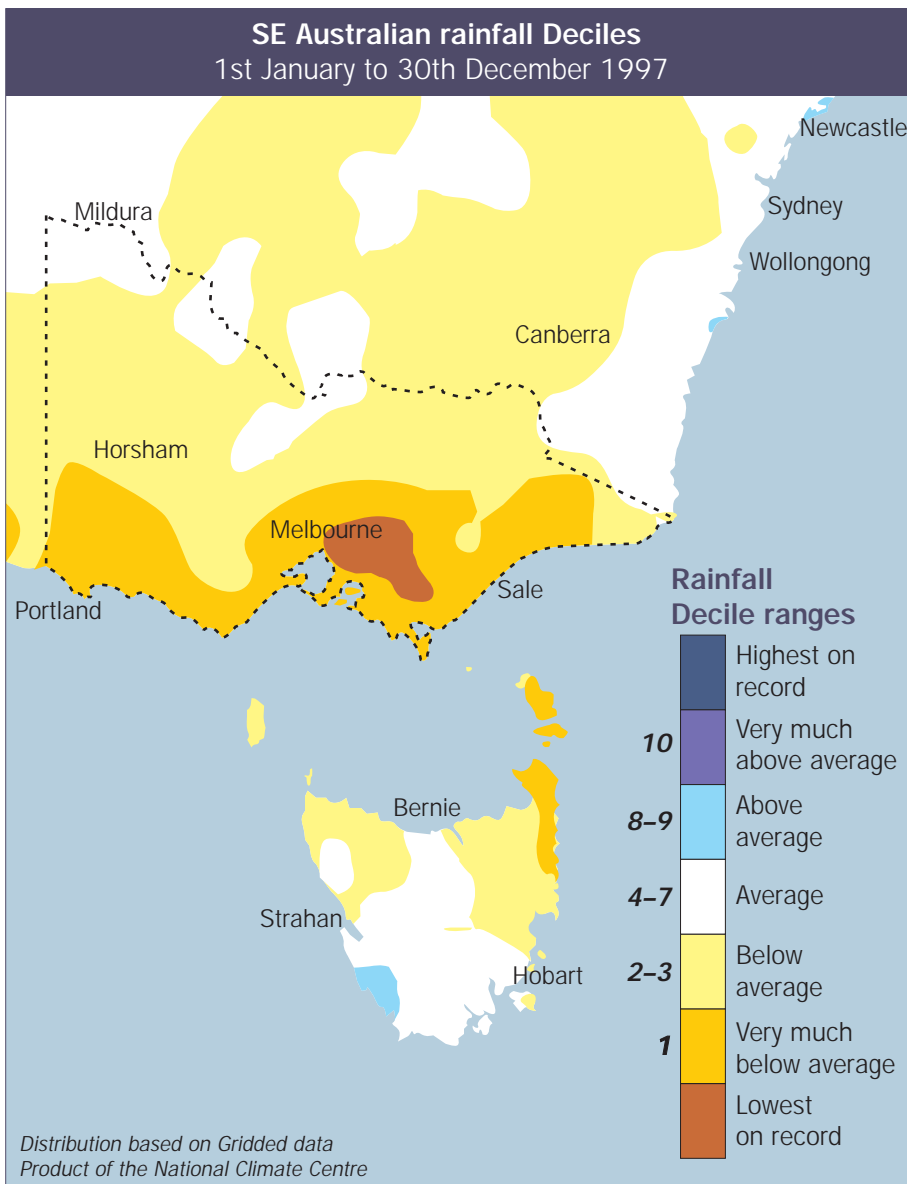 SE Australian rainfall Deciles
1st January to 30th December 1997
Newcastle
Mildura
Sydney
Wollongong
Canberra
Horsham
Melbourne
Sale
Portland
Bernie
Strahan
Hobart
Rainfall
Decile ranges
Highest on
record
10
Very much
above average
8–9
Above
average
4–7
Average
2–3
Below
average
1
Very much
below average
Lowest
on record
Distribution based on Gridded data
Product of the National Climate Centre